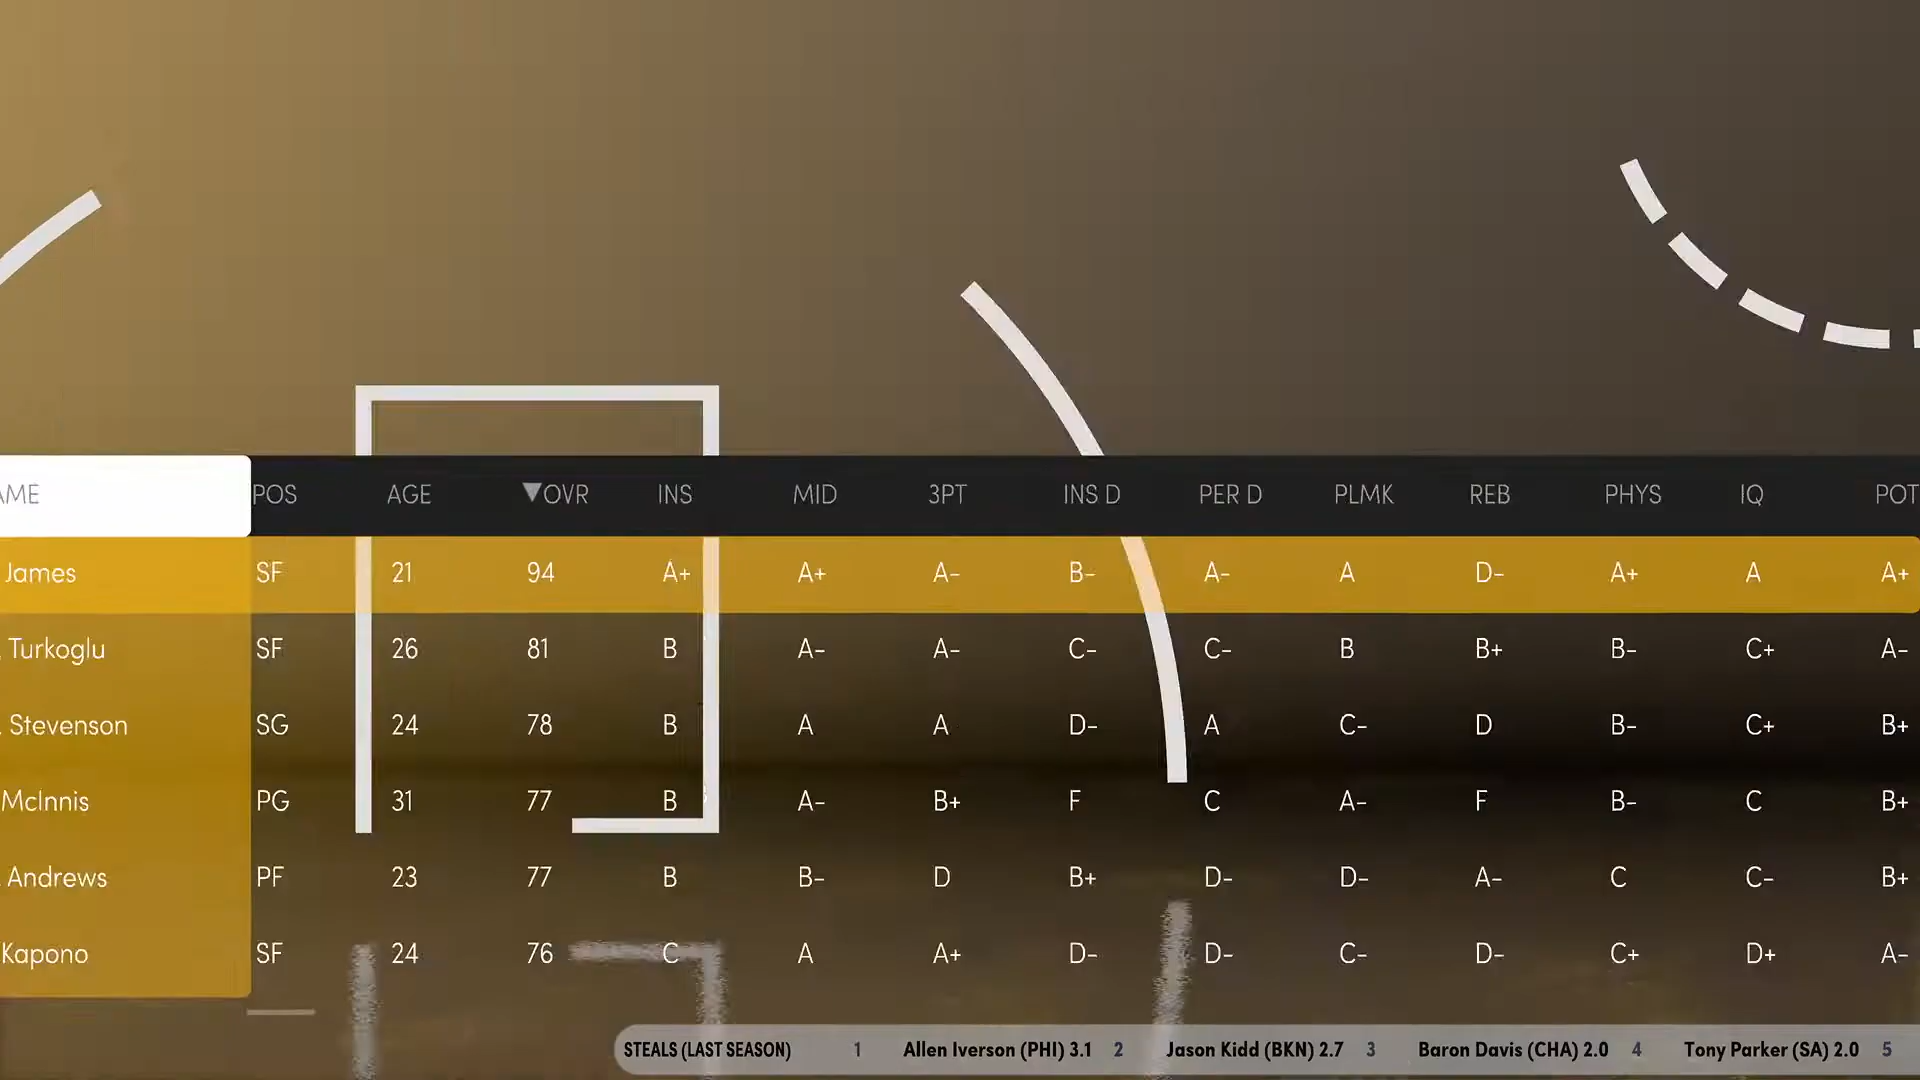 AME POS AGE ▼OVR INS MID 3PT INS D PER D PLMK REB PHYS IQ POT
James SF 21 94 A+ A+ A- B- A- A D- A+ A A+
. Turkoglu SF 26 81 B A- A- C- C- B B+ B- C+ A-
. Stevenson SG 24 78 B A A D- A C- D B- C+ B+
McInnis PG 31 77 B A- B+ F C A- F B- C B+
. Andrews PF 23 77 B B- D B+ D- D- A- C C- B+
Kapono SF 24 76 C A A+ D- D- C- D- C+ D+ A-
STEALS (LAST SEASON) 1 Allen Iverson (PHI) 3.1 2 Jason Kidd (BKN) 2.7 3 Baron Davis (CHA) 2.0 4 Tony Parker (SA) 2.0 5